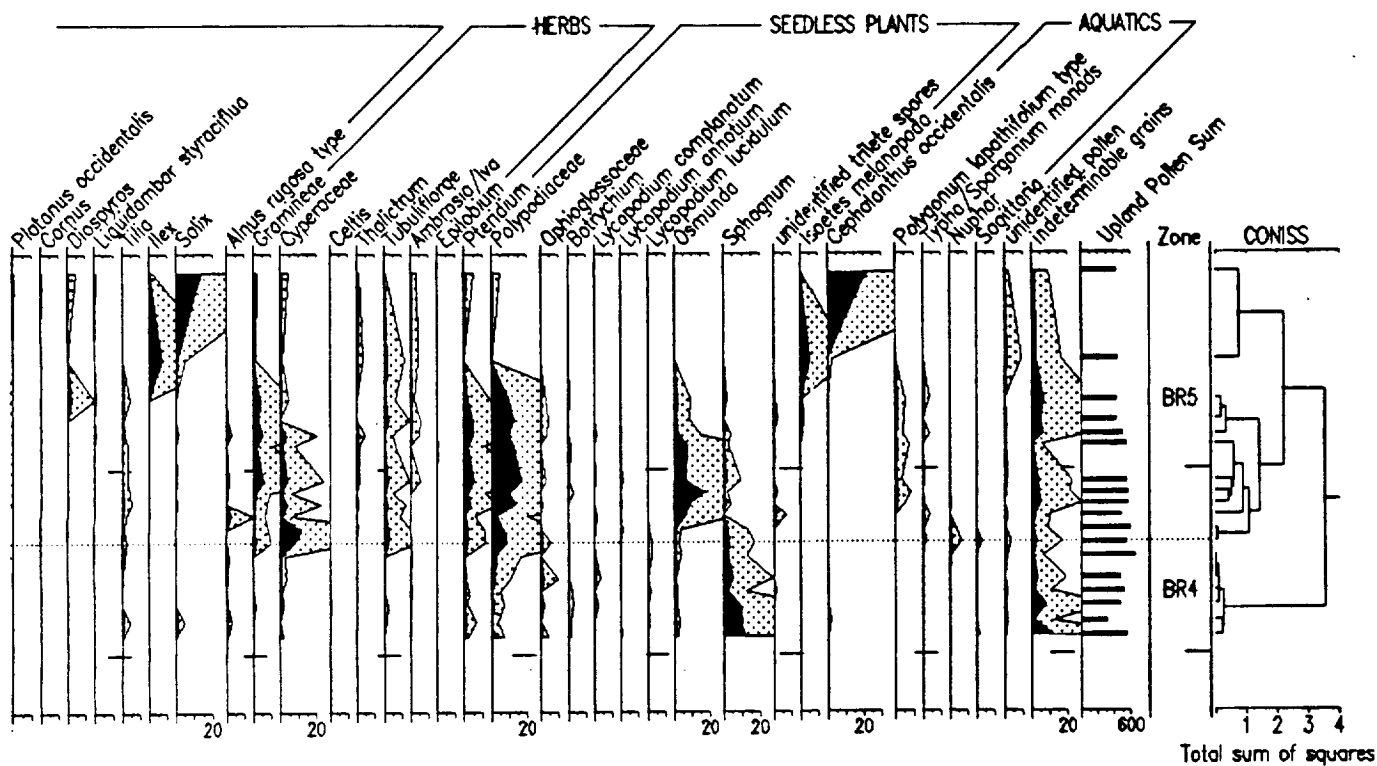 HERBS
SEEDLESS PLANTS
AQUATICS
Platanus occidentalis
Cornus
Diospyros
Liquidambar styraciflua
Tilia
Ilex
Salix
Alnus rugosa type
Gramineae
Cyperaceae
Celtis
Thalictrum
Tubuliflorae
Ambrosia/Iva
Epilobium
Pteridium
Polypodiaceae
Ophioglossaceae
Botrychium
Lycopodium complanatum
Lycopodium annotium
Lycopodium lucidulum
Osmunda
Sphagnum
unidentified trilete spores
Isoetes melanopoda
Cephalanthus occidentalis
Polygonum lapathifolium type
Typha/Sparganium monads
Nuphar
Sagittaria
unidentified pollen
Indeterminable grains
Upland Pollen Sum
Zone
CONISS
BR5
BR4
20 20 20 20 20 20 600 1 2 3 4
Total sum of squares